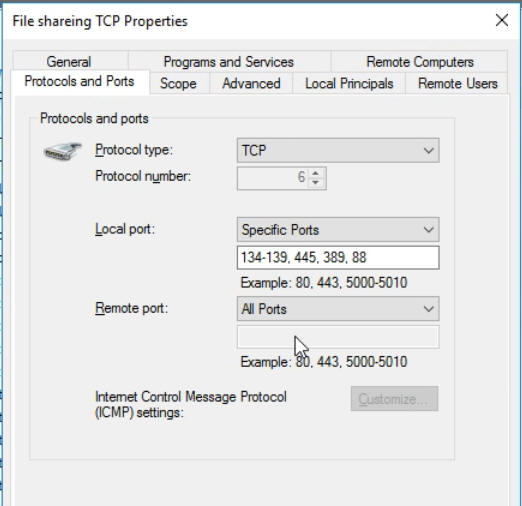 File shareing TCP Properties
General Programs and Services Remote Computers
Protocols and Ports Scope Advanced Local Principals Remote Users
Protocols and ports
Protocol type: TCP
Protocol number: 6
Local port: Specific Ports
134-139, 445, 389, 88
Example: 80, 443, 5000-5010
Remote port: All Ports
Example: 80, 443, 5000-5010
Internet Control Message Protocol
(ICMP) settings: Customize...